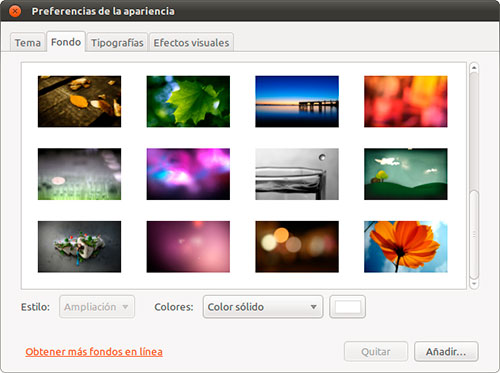 Preferencias de la apariencia
Tema Fondo Tipografías Efectos visuales
Estilo: Ampliación Colores: Color sólido
Obtener más fondos en línea Quitar Añadir...